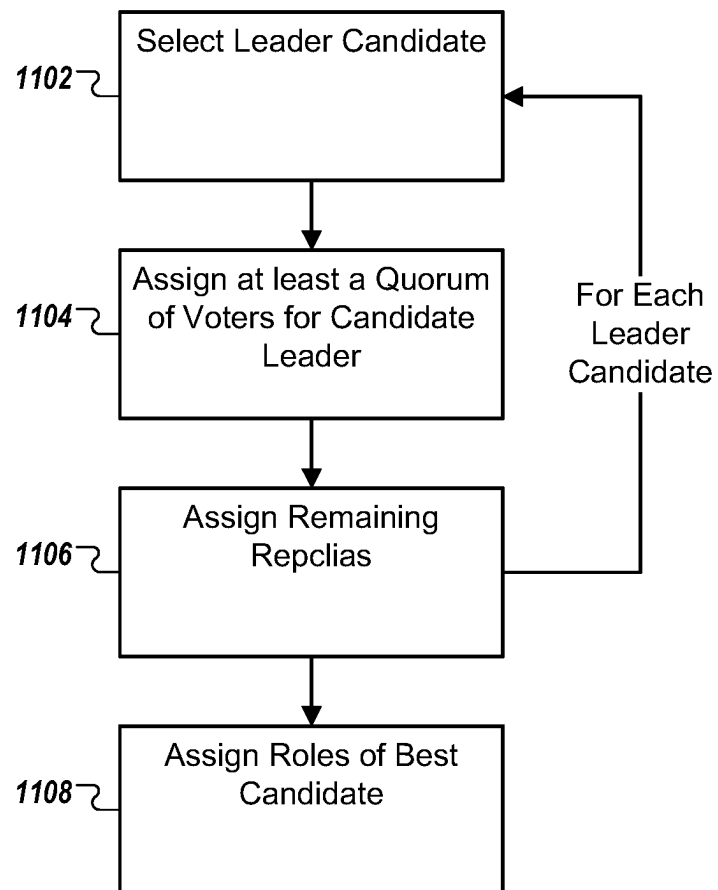 Select Leader Candidate
1102
Assign at least a Quorum
of Voters for Candidate
Leader
1104
For Each
Leader
Candidate
Assign Remaining
Repclias
1106
Assign Roles of Best
Candidate
1108